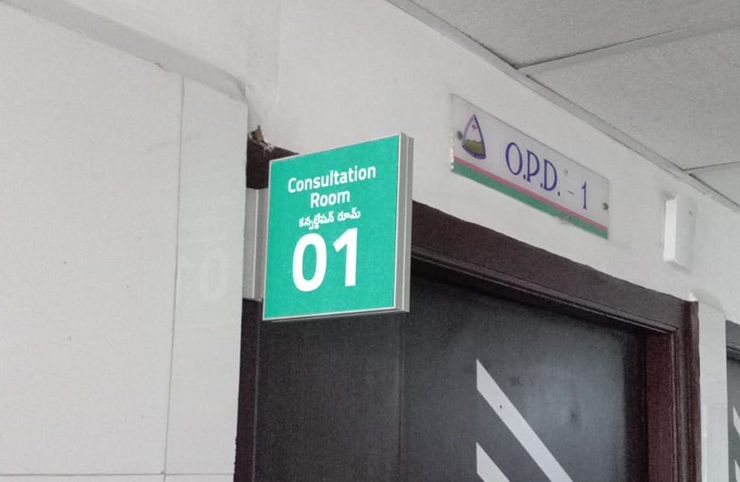 Consultation
Room
కన్సల్టేషన్ రూమ్
01
O.P.D. - 1